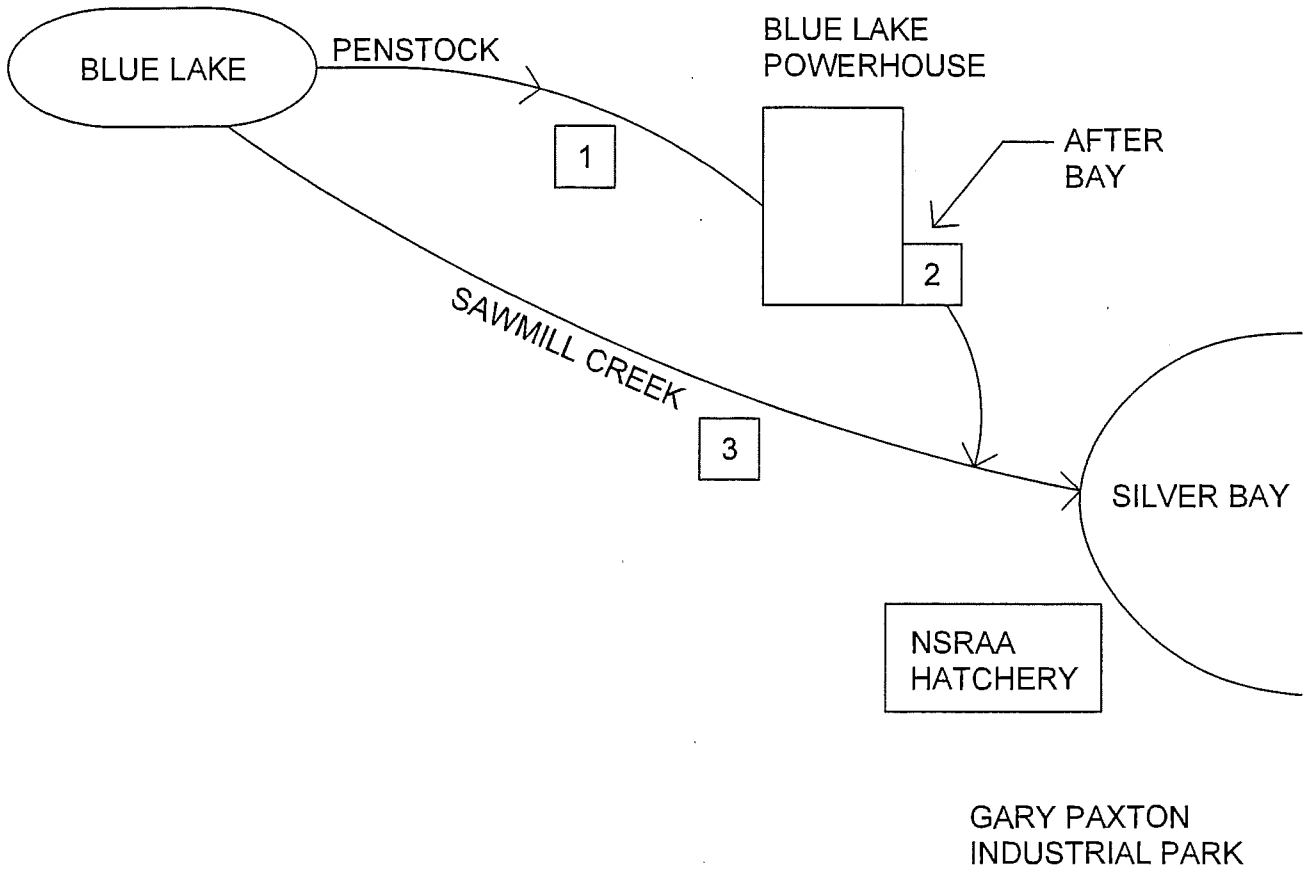 BLUE LAKE
PENSTOCK
BLUE LAKE
POWERHOUSE
1
AFTER
BAY
2
SAWMILL CREEK
3
SILVER BAY
NSRAA
HATCHERY
GARY PAXTON
INDUSTRIAL PARK